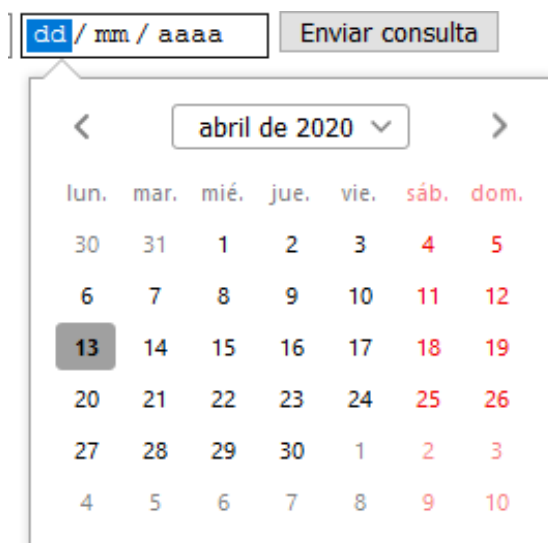 dd / mm / aaaa Enviar consulta
abril de 2020
lun. mar. mié. jue. vie. sáb. dom.
30 31 1 2 3 4 5
6 7 8 9 10 11 12
13 14 15 16 17 18 19
20 21 22 23 24 25 26
27 28 29 30 1 2 3
4 5 6 7 8 9 10